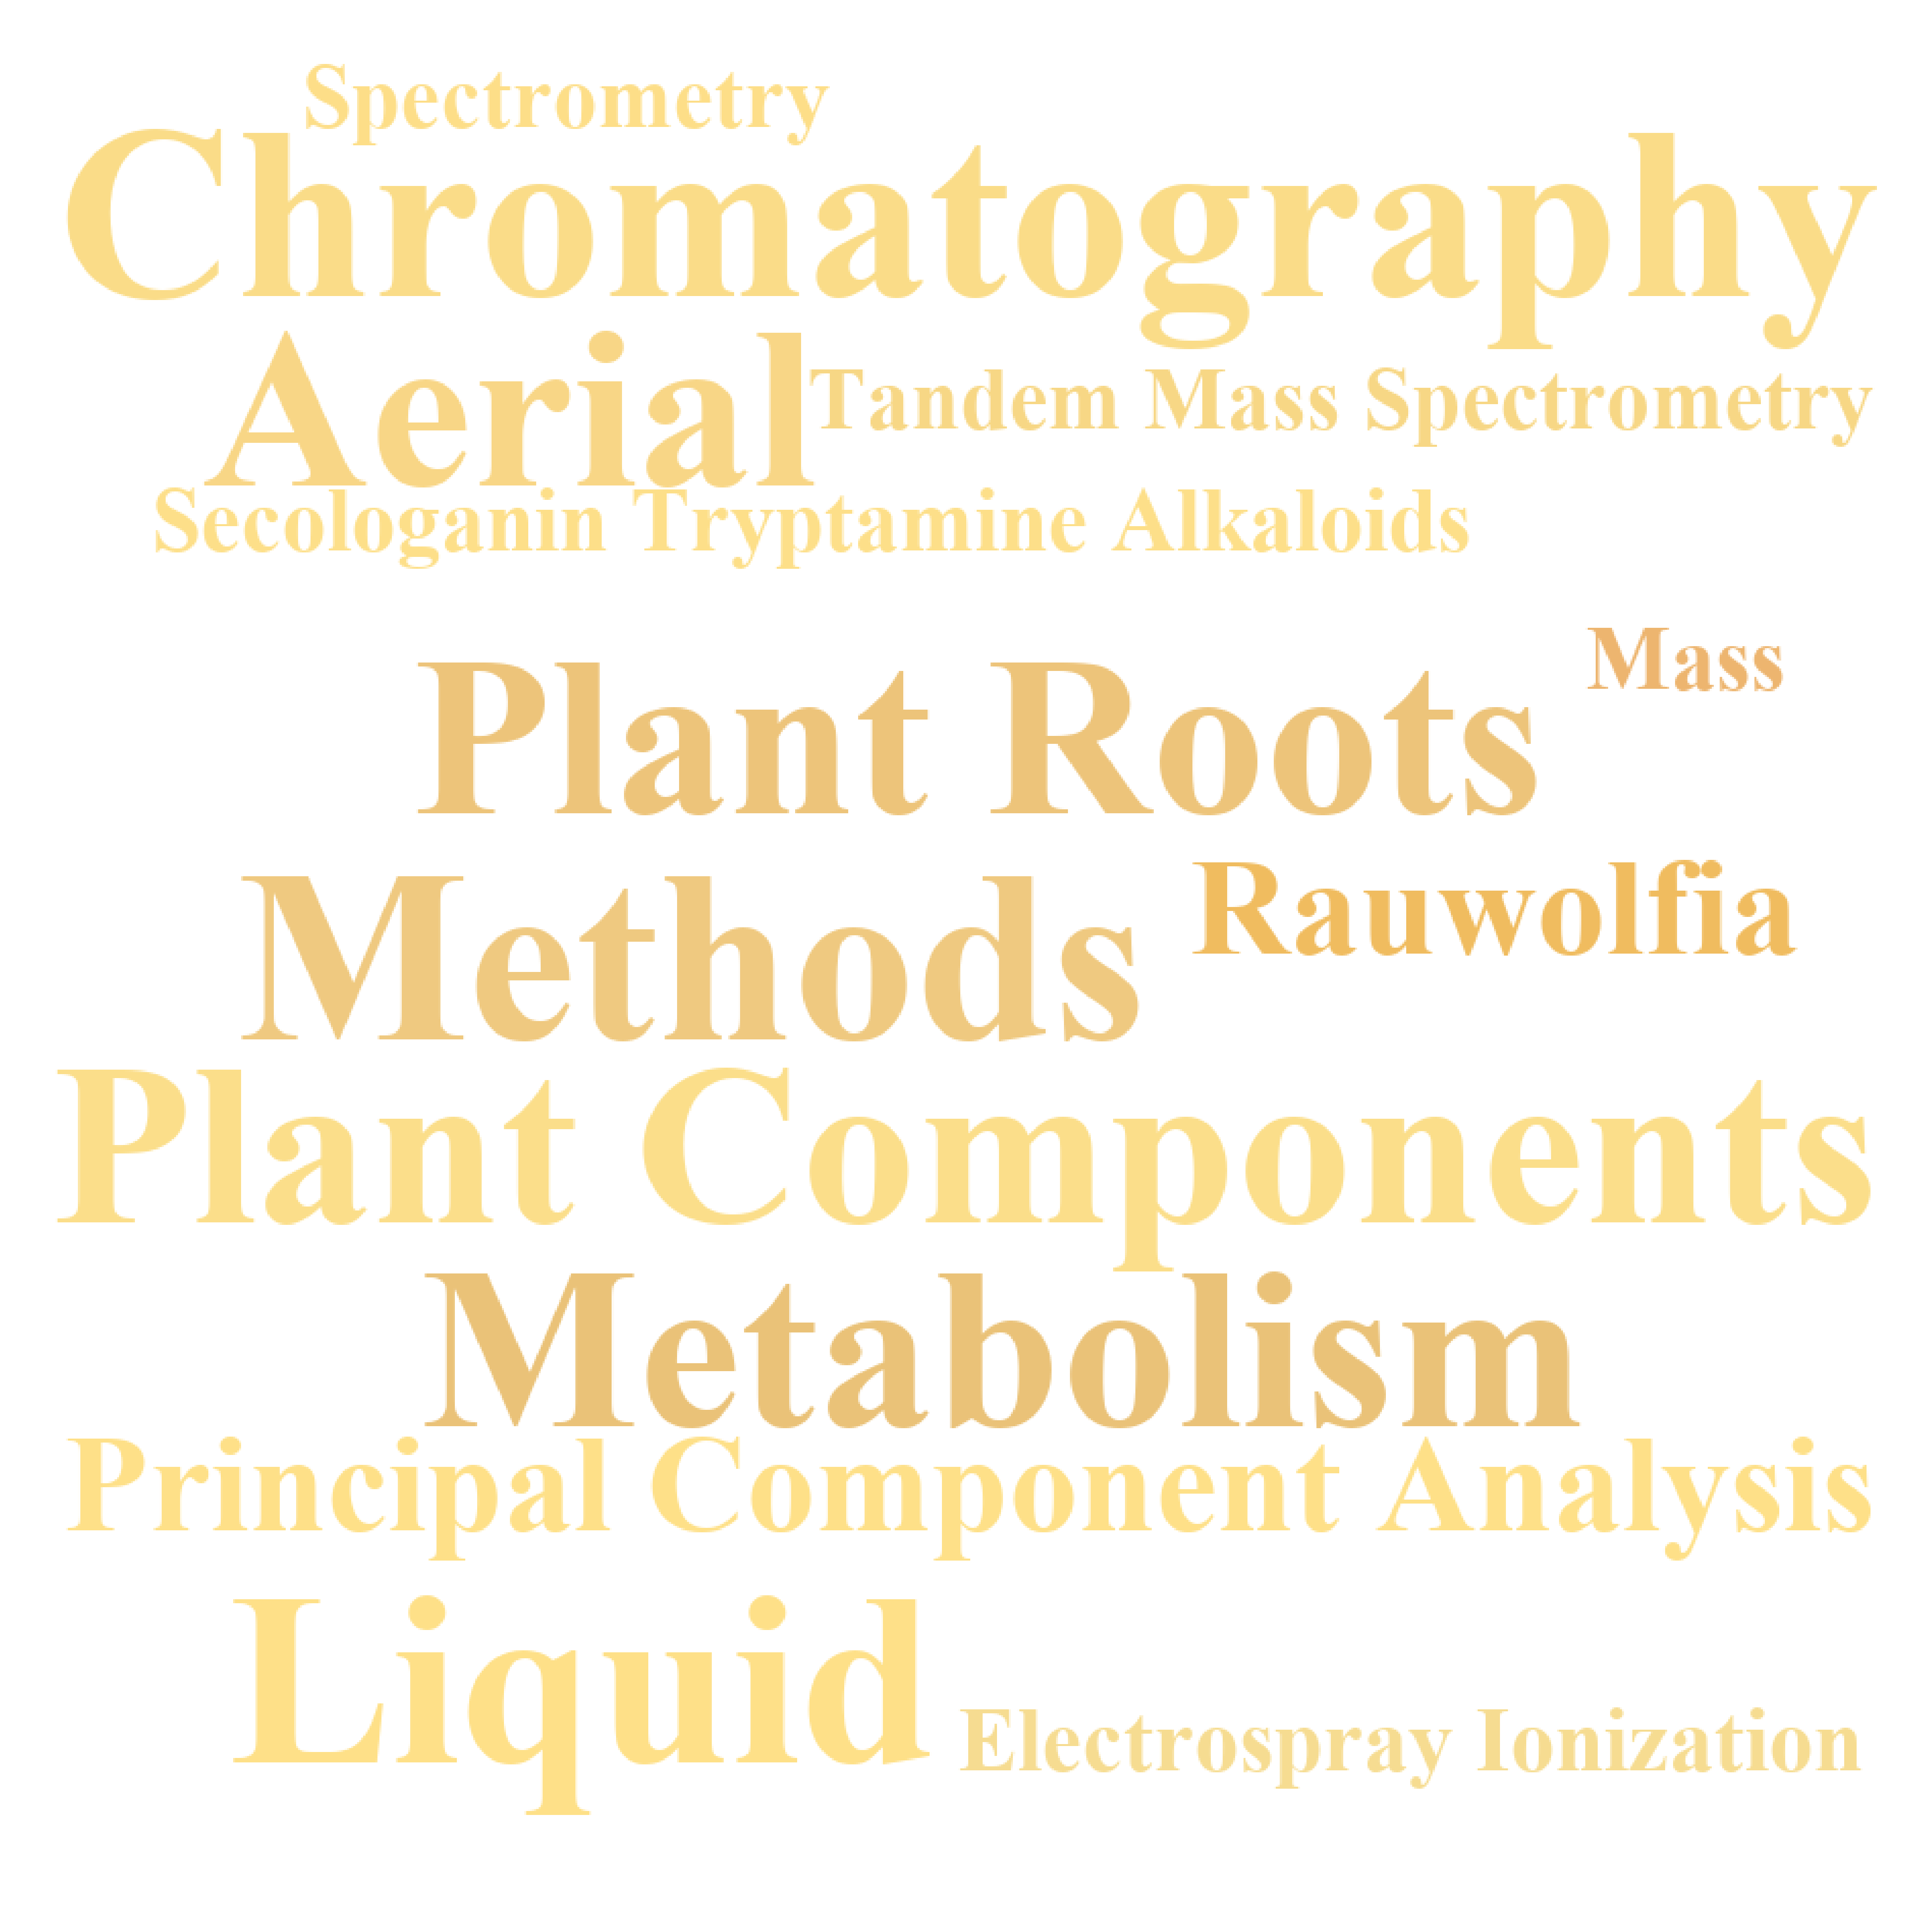 Spectrometry
Chromatography
Aerial
Tandem Mass Spectrometry
Secologanin Tryptamine Alkaloids
Mass
Plant Roots
Rauwolfia
Methods
Plant Components
Metabolism
Principal Component Analysis
Liquid
Electrospray Ionization